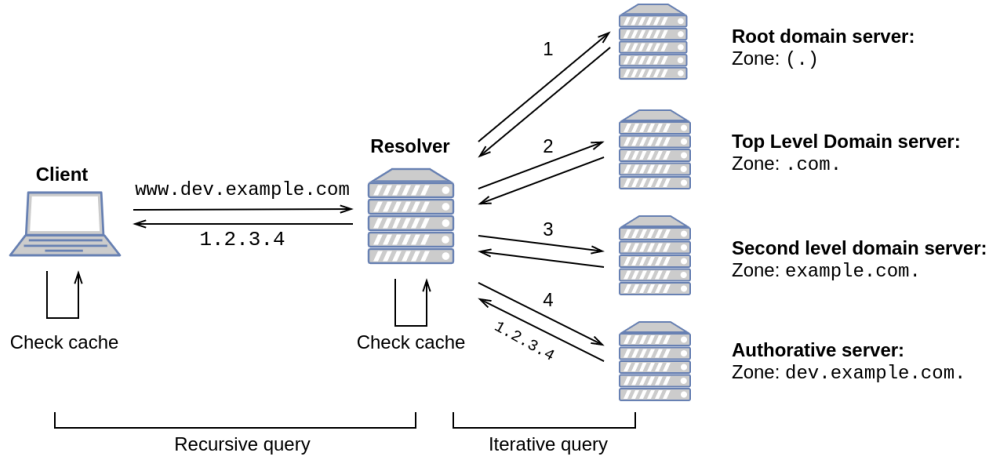 Client
Check cache
www.dev.example.com
1.2.3.4
Resolver
Check cache
1
2
3
4
1.2.3.4
Root domain server:
Zone: (.)
Top Level Domain server:
Zone: .com.
Second level domain server:
Zone: example.com.
Authorative server:
Zone: dev.example.com.
Recursive query
Iterative query